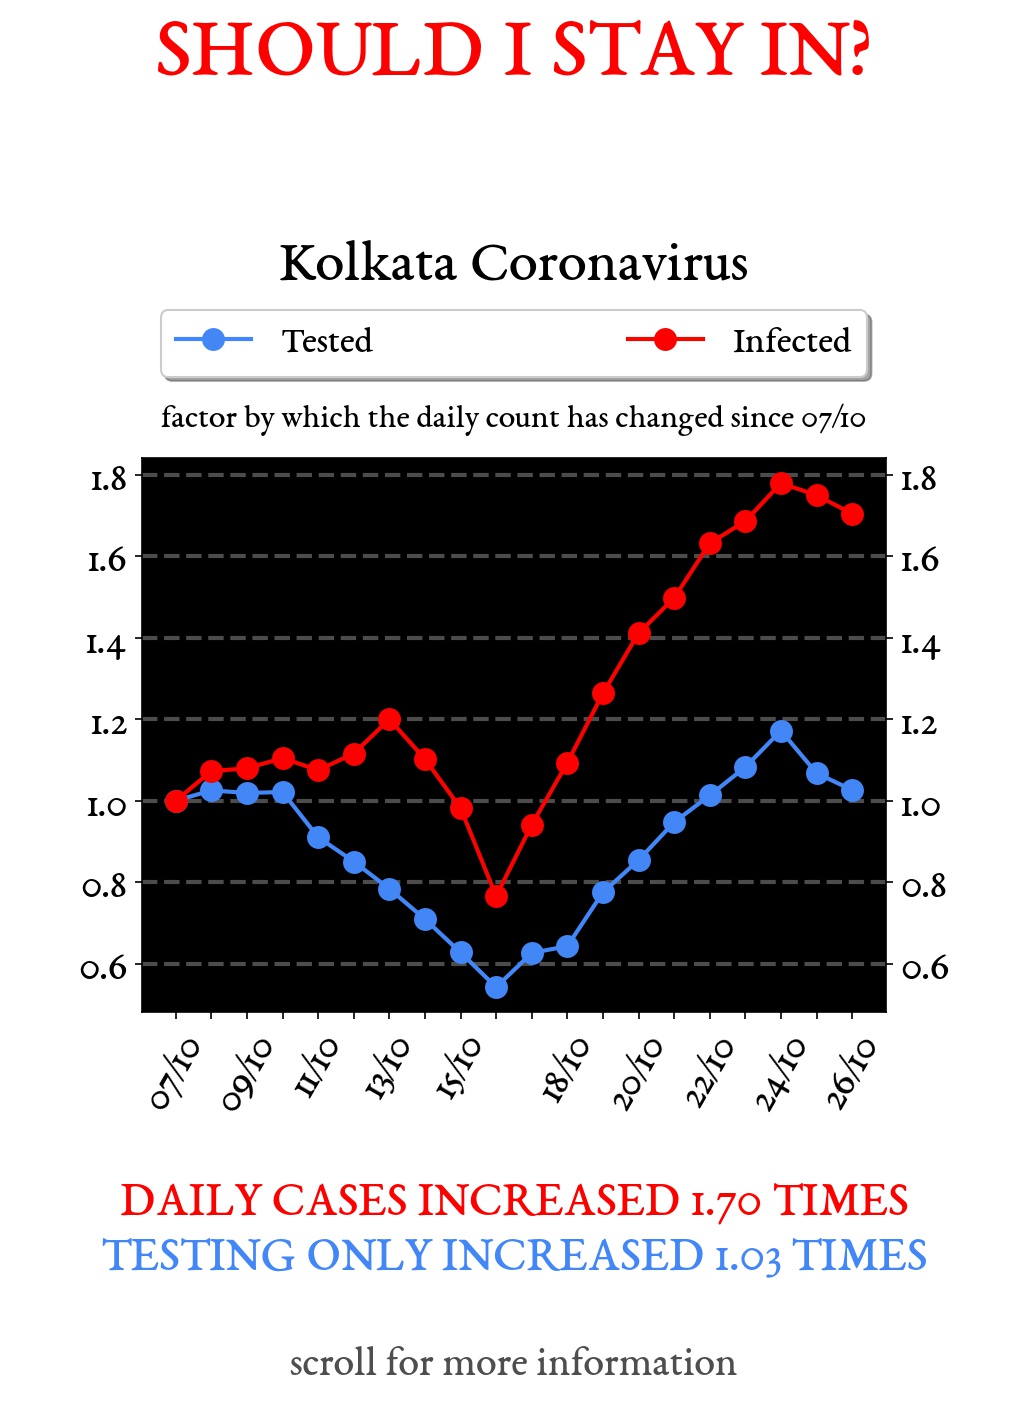 SHOULD I STAY IN?
Kolkata Coronavirus
Tested Infected
factor by which the daily count has changed since 07/10
1.8 1.8
1.6 1.6
1.4 1.4
1.2 1.2
1.0 1.0
0.8 0.8
0.6 0.6
07/10 09/10 11/10 13/10 15/10 18/10 20/10 22/10 24/10 26/10
DAILY CASES INCREASED 1.70 TIMES
TESTING ONLY INCREASED 1.03 TIMES
scroll for more information